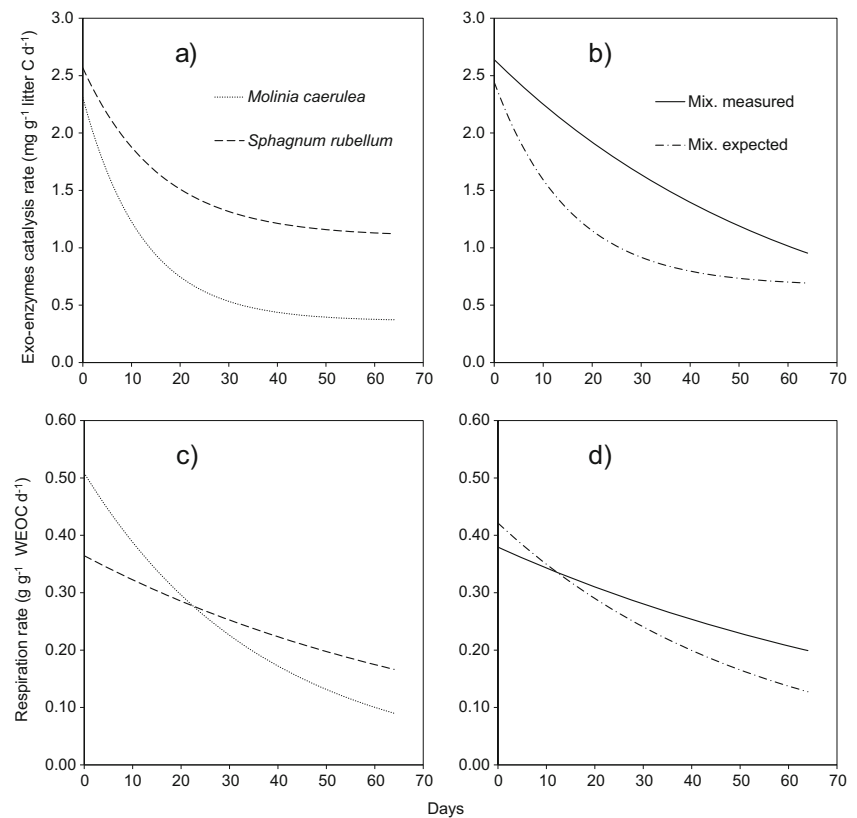 a)
b)
Exo-enzymes catalysis rate (mg g⁻¹ litter C d⁻¹)
3.0
2.5
2.0
1.5
1.0
0.5
0.0
Molinia caerulea
Sphagnum rubellum
0 10 20 30 40 50 60 70
3.0
2.5
2.0
1.5
1.0
0.5
0.0
Mix. measured
Mix. expected
0 10 20 30 40 50 60 70
c)
d)
Respiration rate (g g⁻¹ WEOC d⁻¹)
0.60
0.50
0.40
0.30
0.20
0.10
0.00
0 10 20 30 40 50 60 70
0.60
0.50
0.40
0.30
0.20
0.10
0.00
0 10 20 30 40 50 60 70
Days